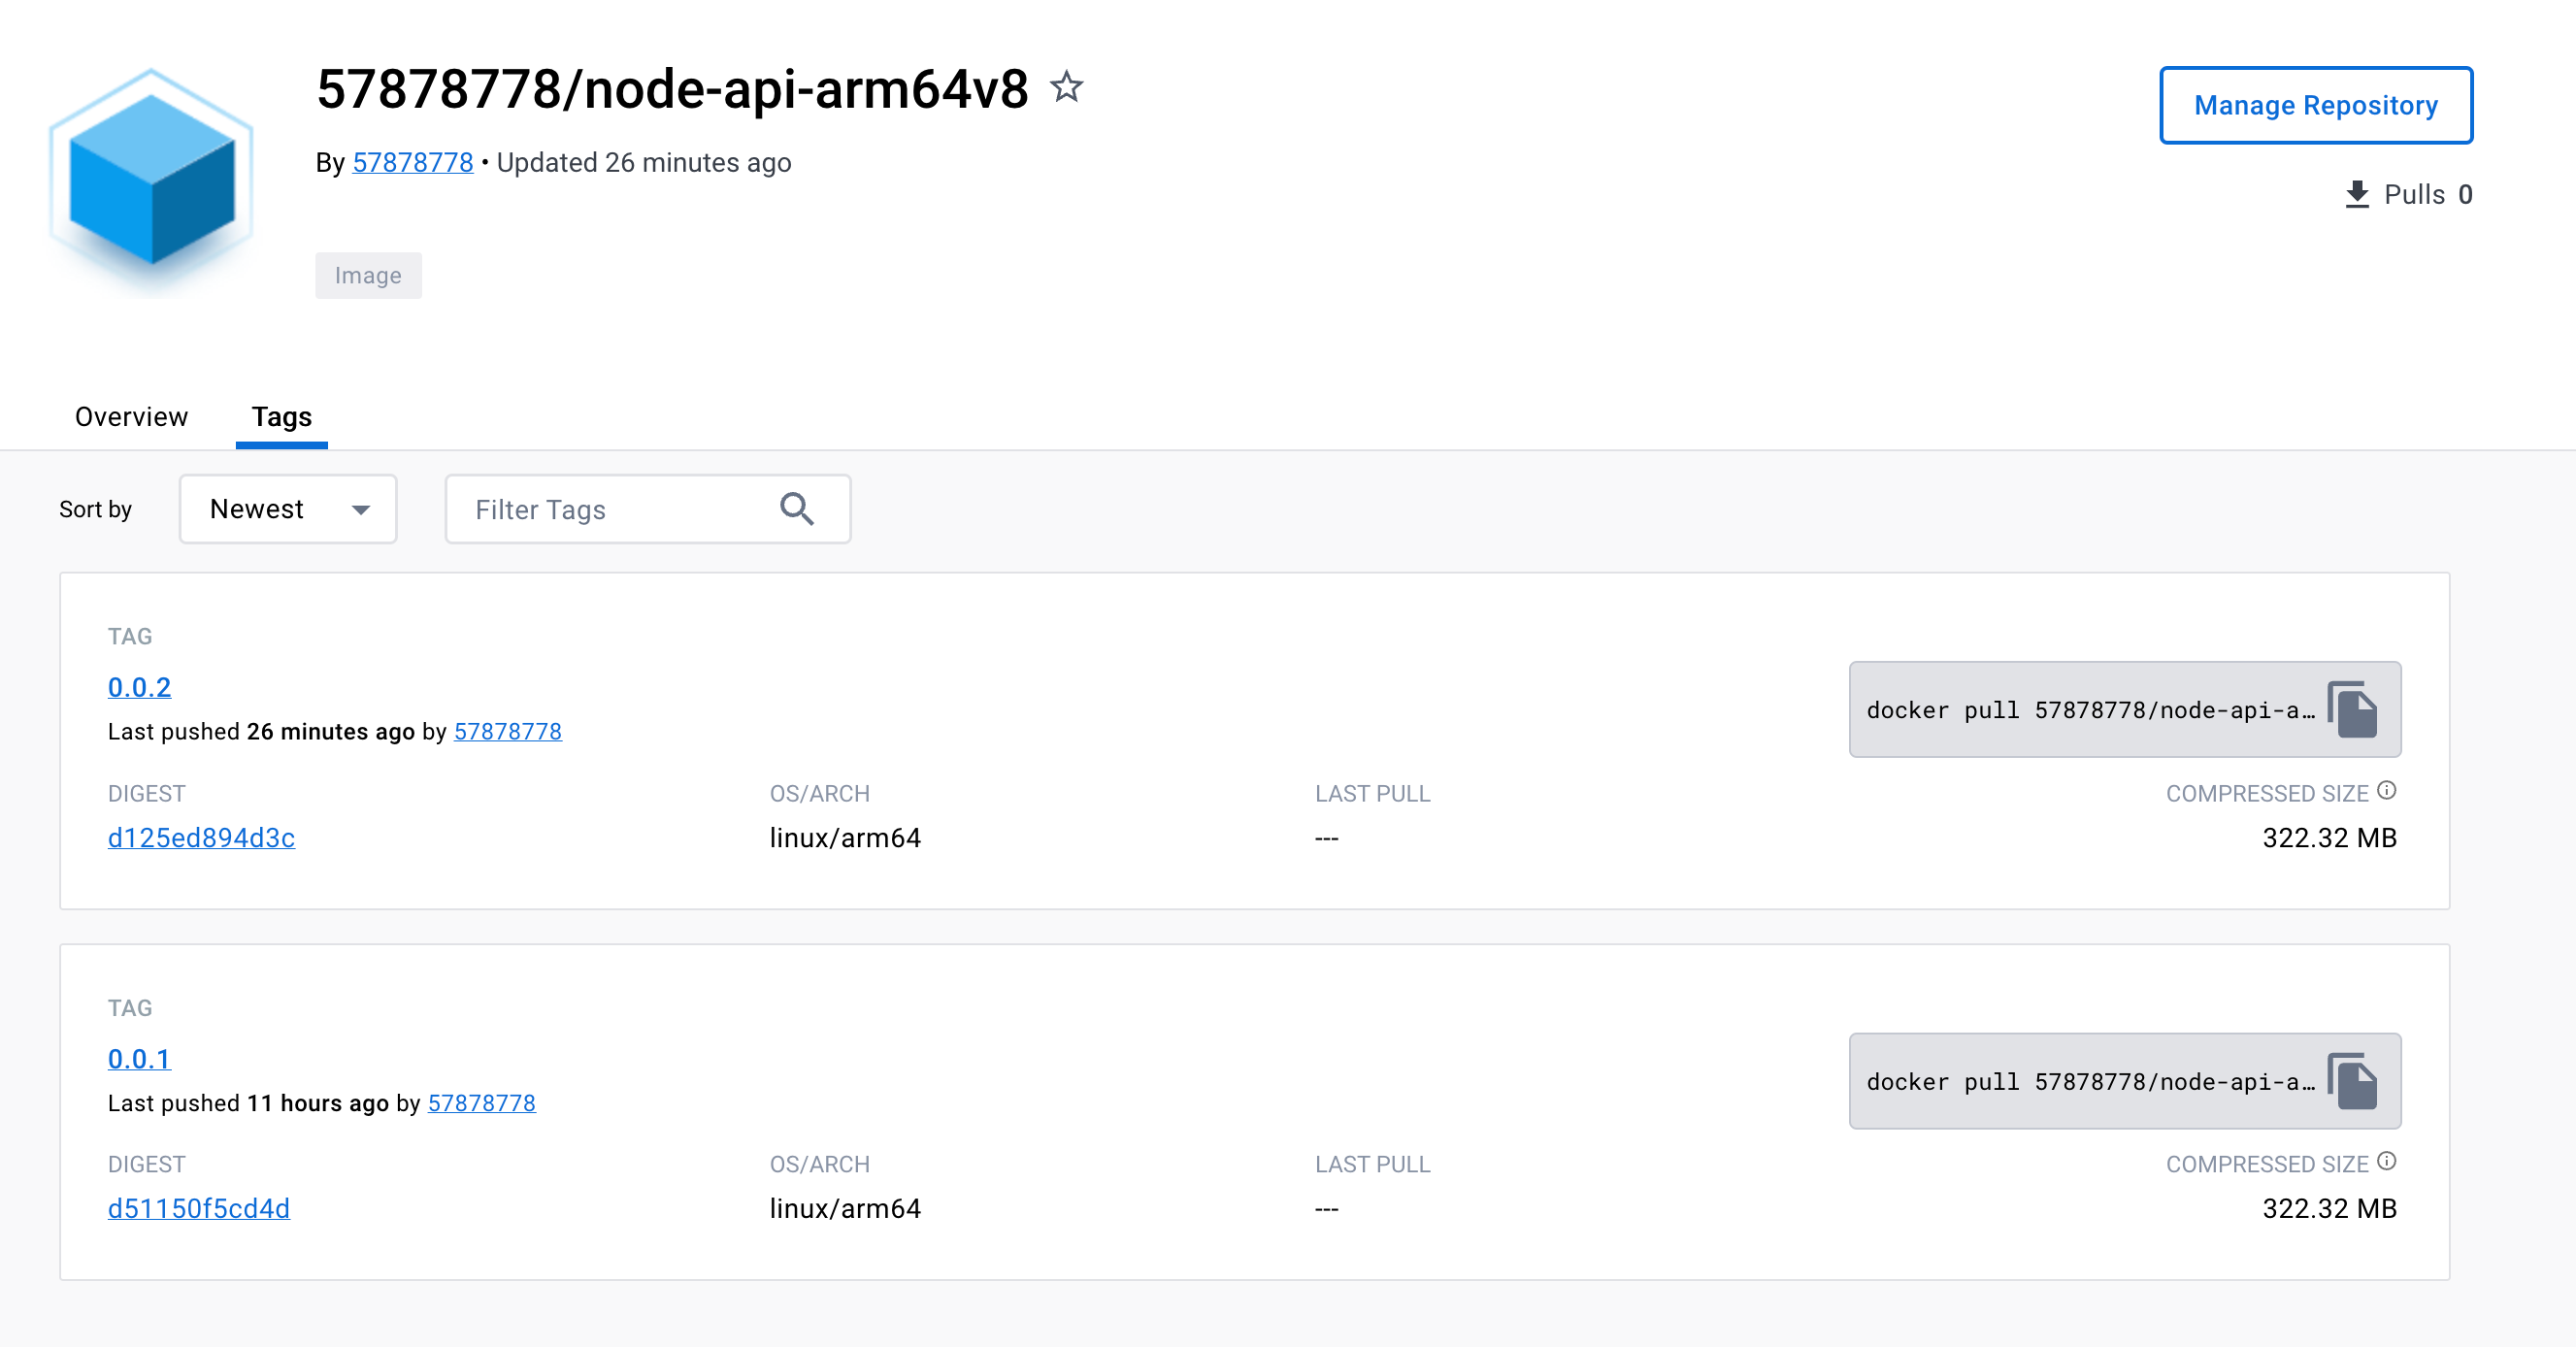 57878778/node-api-arm64v8
By 57878778 • Updated 26 minutes ago
Manage Repository
Pulls 0
Image
Overview
Tags
Sort by
Newest
Filter Tags
TAG
0.0.2
Last pushed 26 minutes ago by 57878778
docker pull 57878778/node-api-a…
DIGEST OS/ARCH LAST PULL COMPRESSED SIZE
d125ed894d3c linux/arm64 --- 322.32 MB
TAG
0.0.1
Last pushed 11 hours ago by 57878778
docker pull 57878778/node-api-a…
DIGEST OS/ARCH LAST PULL COMPRESSED SIZE
d51150f5cd4d linux/arm64 --- 322.32 MB